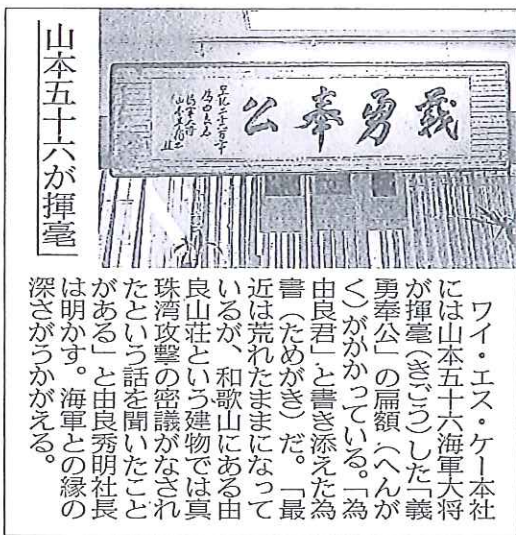 山本五十六が揮毫
義勇奉公
為由良君
ワイ・エス・ケー本社
には山本五十六海軍大将
が揮毫（きごう）した「義
勇奉公」の扁額（へんが
く）がかかっている。「為
由良君」と書き添えた為
書（ためがき）だ。「最
近は荒れたままになって
いるが、和歌山にある由
良山荘という建物では真
珠湾攻撃の密議がなされ
たという話を聞いたこと
がある」と由良秀明社長
は明かす。海軍との縁の
深さがうかがえる。